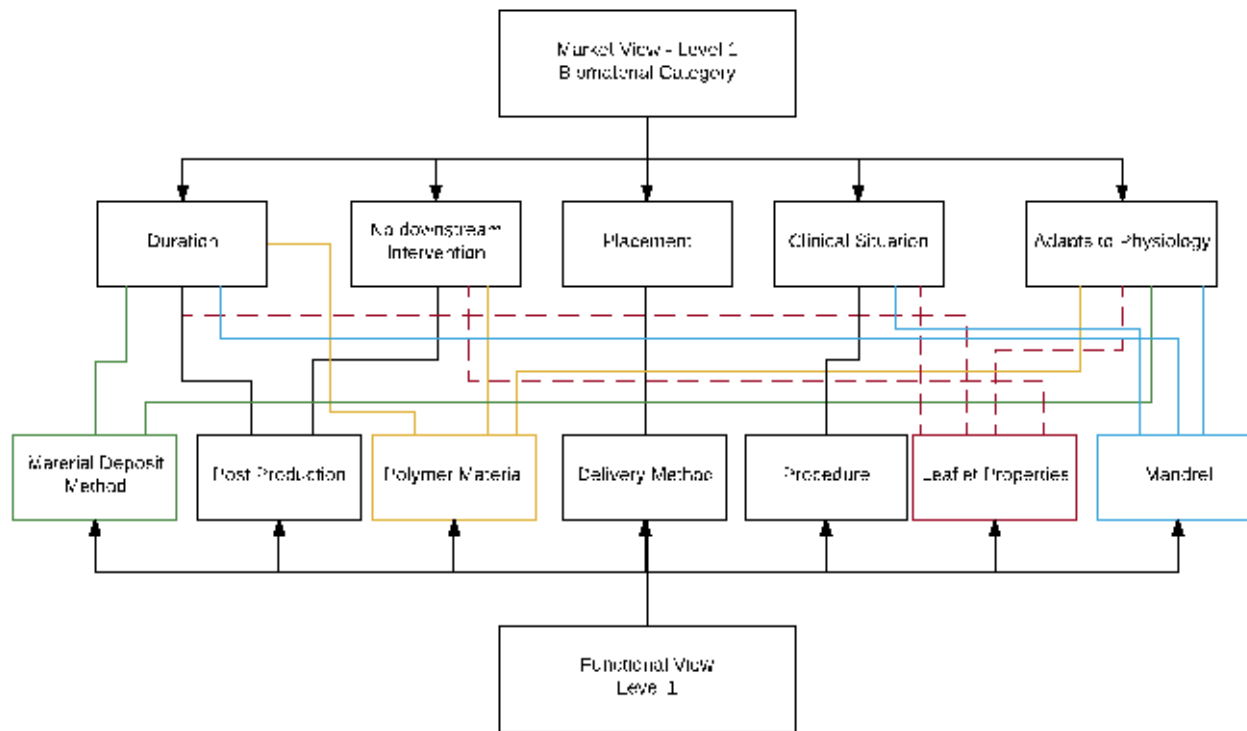 Market View - Level 1
Biomaterial Category
Duration
No downstream
Intervention
Placement
Clinical Situation
Adapts to Physiology
Material Deposit
Method
Post Production
Polymer Material
Delivery Method
Procedure
Leaflet Properties
Mandrel
Functional View
Level 1